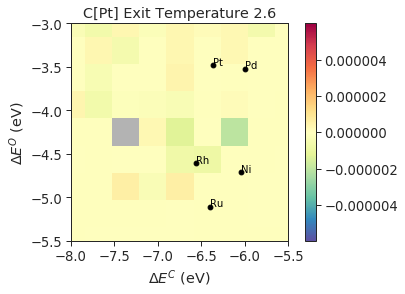 C[Pt] Exit Temperature 2.6
−3.0
−3.5
−4.0
−4.5
−5.0
−5.5
ΔE^O (eV)
Pt
Pd
Rh
Ni
Ru
−8.0 −7.5 −7.0 −6.5 −6.0 −5.5
ΔE^C (eV)
0.000004
0.000002
0.000000
−0.000002
−0.000004